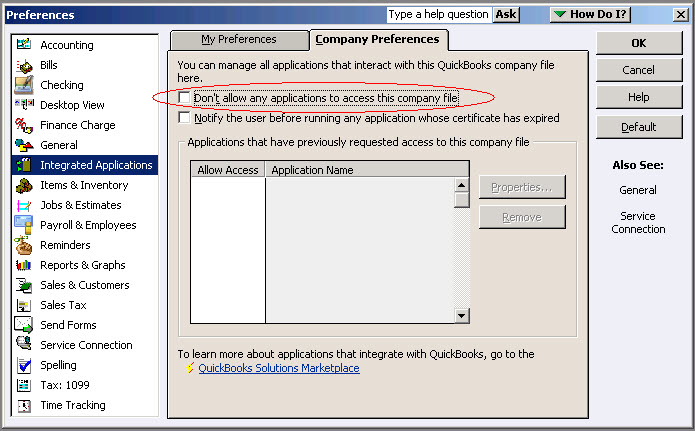 Preferences
Type a help question Ask
How Do I?
Accounting
Bills
Checking
Desktop View
Finance Charge
General
Integrated Applications
Items & Inventory
Jobs & Estimates
Payroll & Employees
Reminders
Reports & Graphs
Sales & Customers
Sales Tax
Send Forms
Service Connection
Spelling
Tax: 1099
Time Tracking
My Preferences
Company Preferences
You can manage all applications that interact with this QuickBooks company file
here.
Don't allow any applications to access this company file
Notify the user before running any application whose certificate has expired
Applications that have previously requested access to this company file
Allow Access Application Name
Properties...
Remove
To learn more about applications that integrate with QuickBooks, go to the
QuickBooks Solutions Marketplace
OK
Cancel
Help
Default
Also See:
General
Service
Connection